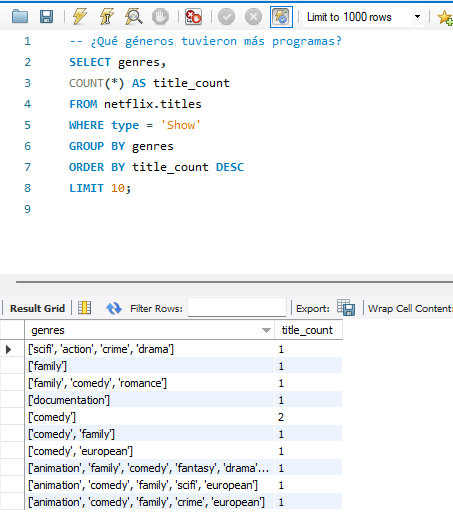 Limit to 1000 rows
1 -- ¿Qué géneros tuvieron más programas?
2 SELECT genres,
3 COUNT(*) AS title_count
4 FROM netflix.titles
5 WHERE type = 'Show'
6 GROUP BY genres
7 ORDER BY title_count DESC
8 LIMIT 10;
9
Result Grid Filter Rows: Export: Wrap Cell Content:
genres title_count
['scifi', 'action', 'crime', 'drama'] 1
['family'] 1
['family', 'comedy', 'romance'] 1
['documentation'] 1
['comedy'] 2
['comedy', 'family'] 1
['comedy', 'european'] 1
['animation', 'family', 'comedy', 'fantasy', 'drama'... 1
['animation', 'comedy', 'family', 'scifi', 'european'] 1
['animation', 'comedy', 'family', 'crime', 'european'] 1